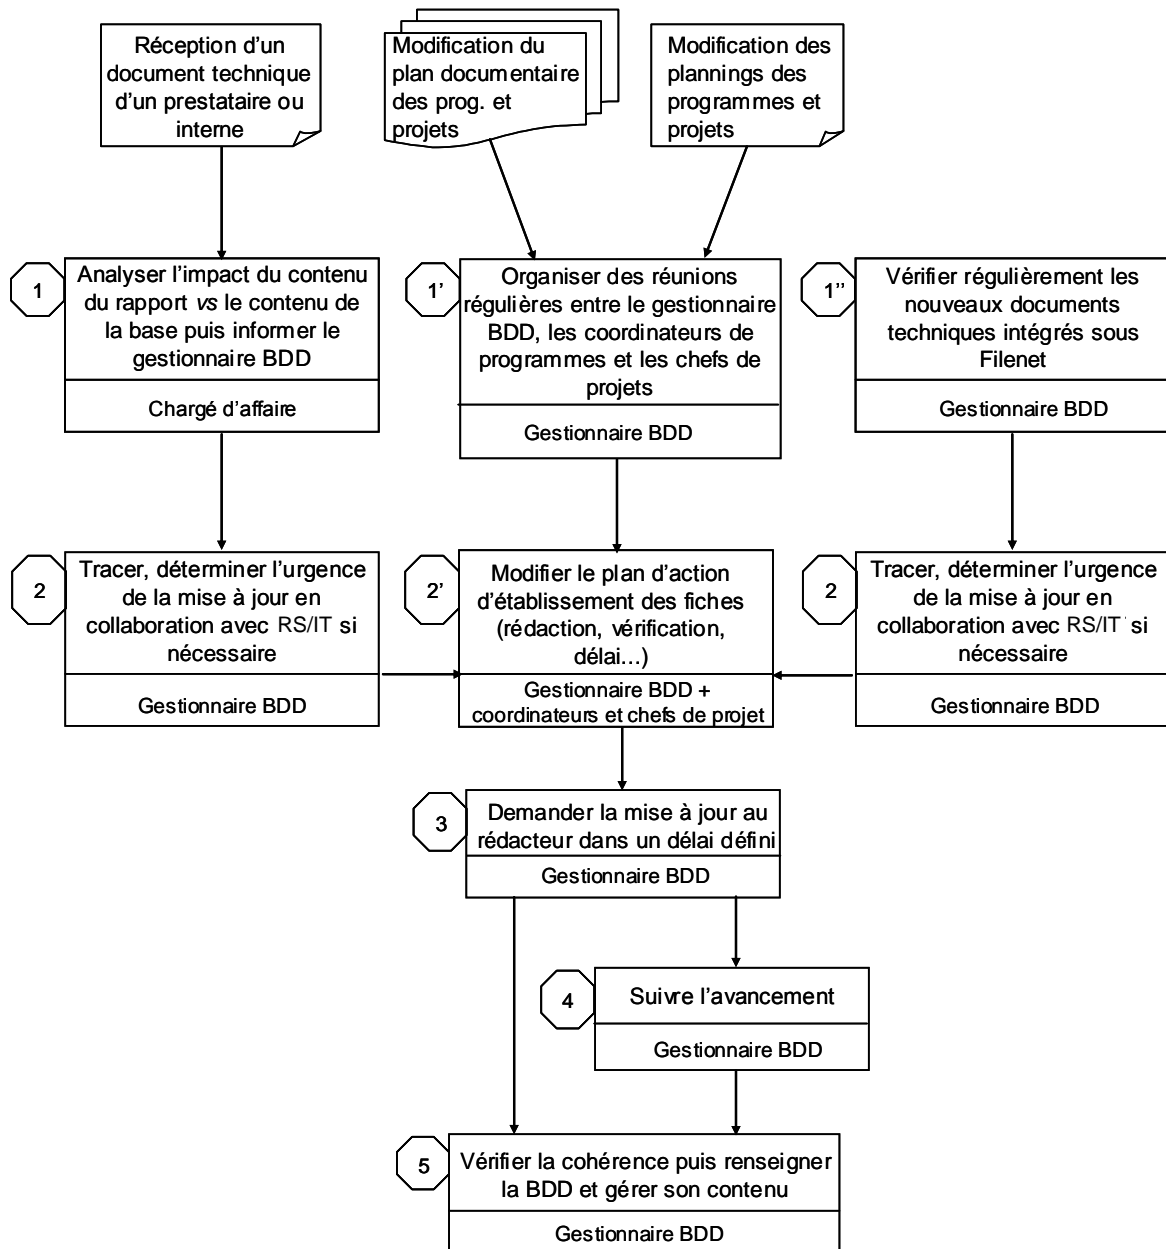 Réception d'un
document technique
d'un prestataire ou
interne
Modification du
plan documentaire
des prog. et
projets
Modification des
plannings des
programmes et
projets
1
Analyser l'impact du contenu
du rapport vs le contenu de
la base puis informer le
gestionnaire BDD
Chargé d'affaire
1'
Organiser des réunions
régulières entre le gestionnaire
BDD, les coordinateurs de
programmes et les chefs de
projets
Gestionnaire BDD
1''
Vérifier régulièrement les
nouveaux documents
techniques intégrés sous
Filenet
Gestionnaire BDD
2
Tracer, déterminer l'urgence
de la mise à jour en
collaboration avec RS/IT si
nécessaire
Gestionnaire BDD
2'
Modifier le plan d'action
d'établissement des fiches
(rédaction, vérification,
délai...)
Gestionnaire BDD +
coordinateurs et chefs de projet
2
Tracer, déterminer l'urgence
de la mise à jour en
collaboration avec RS/IT si
nécessaire
Gestionnaire BDD
3
Demander la mise à jour au
rédacteur dans un délai défini
Gestionnaire BDD
4
Suivre l'avancement
Gestionnaire BDD
5
Vérifier la cohérence puis renseigner
la BDD et gérer son contenu
Gestionnaire BDD